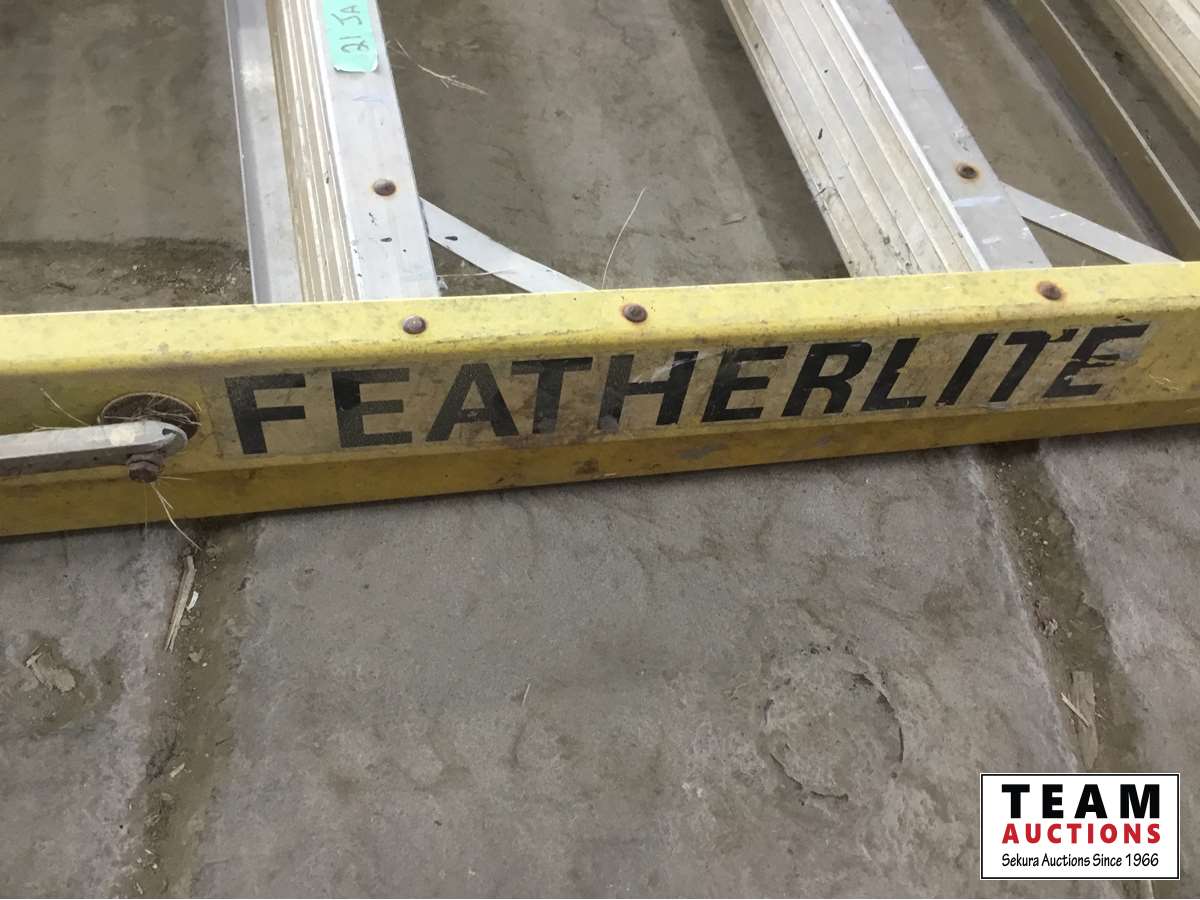 21 JA
FEATHERLITE
TEAM
AUCTIONS
Sekura Auctions Since 1966